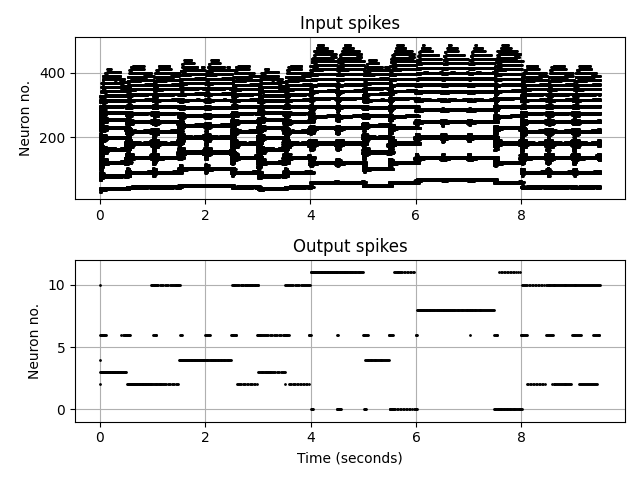 Input spikes
Neuron no.
400
200
0 2 4 6 8
Output spikes
Neuron no.
10
5
0
0 2 4 6 8
Time (seconds)